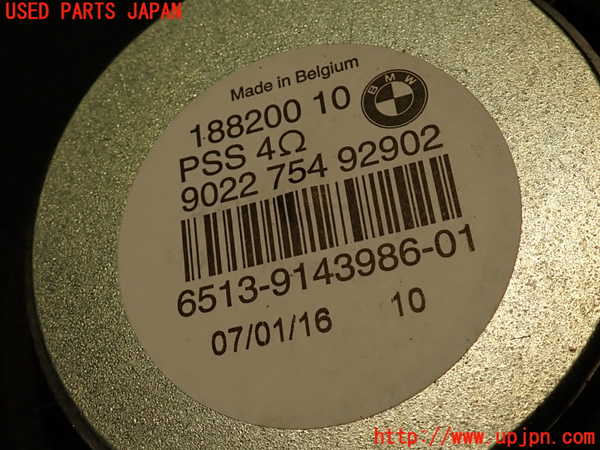 USED PARTS JAPAN
Made in Belgium
188200 10
BMW
PSS 4Ω
9022 754 92902
6513-9143986-01
07/01/16 10
http://www.upjpn.com/